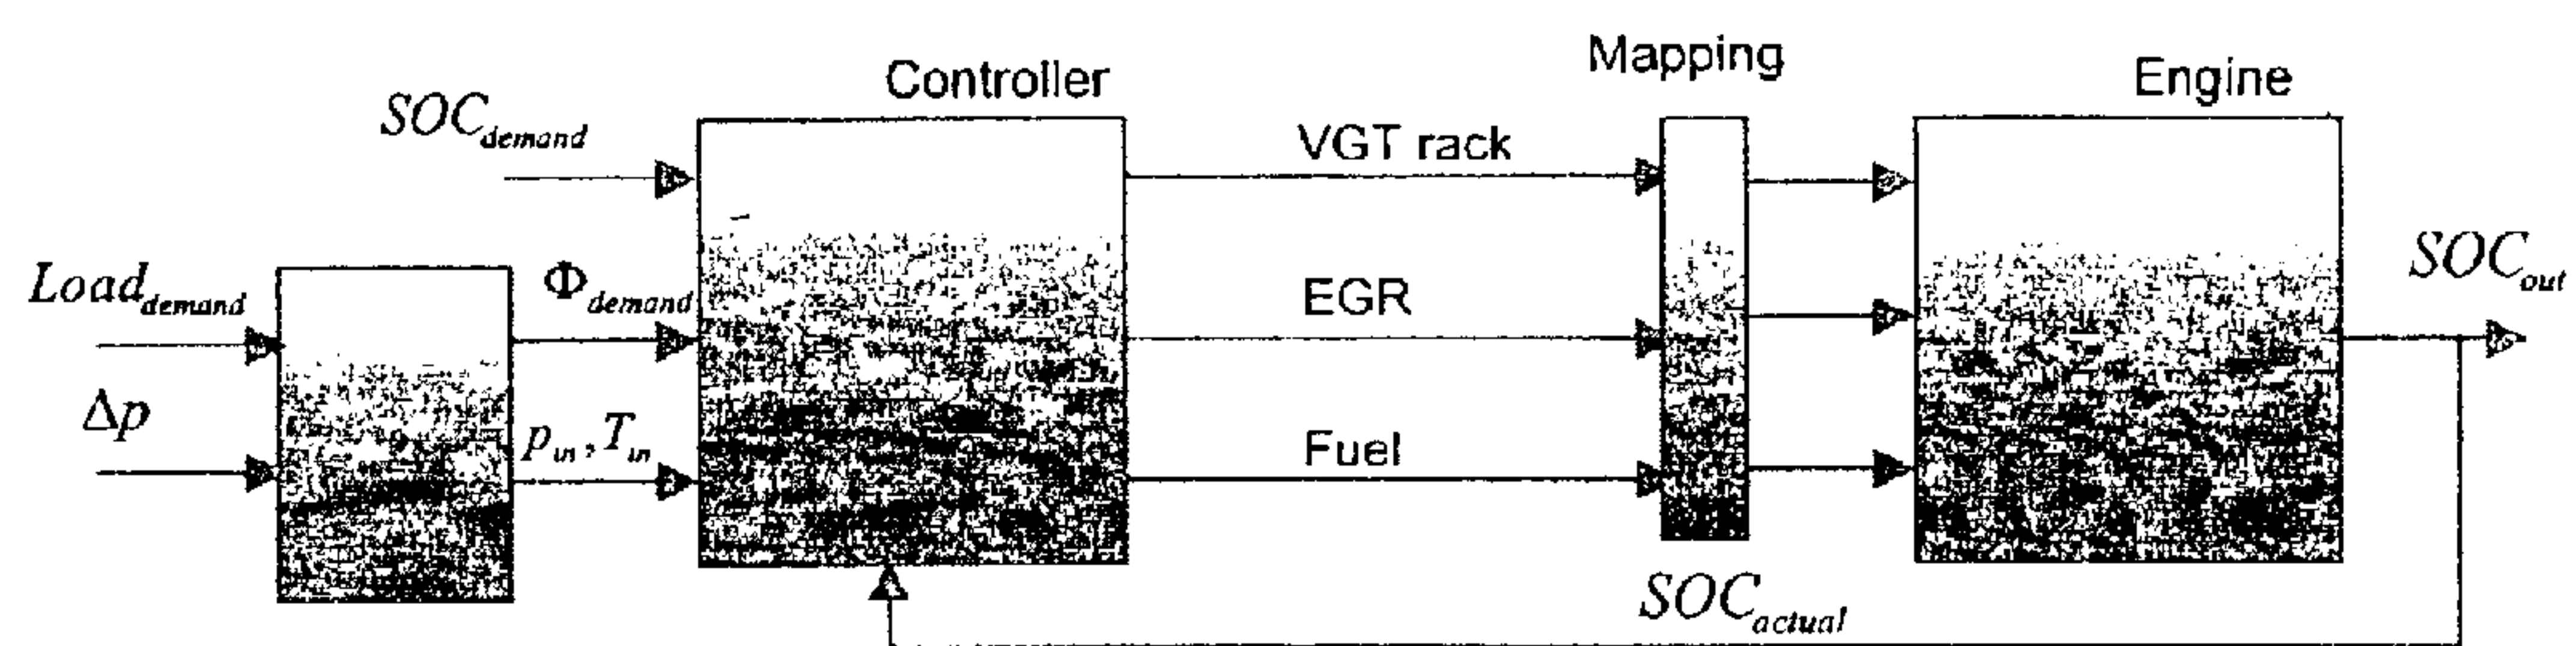 Controller
Mapping
Engine
SOC_demand
VGT rack
Load_demand
Φ_demand
EGR
SOC_out
Δp
p_in, T_in
Fuel
SOC_actual